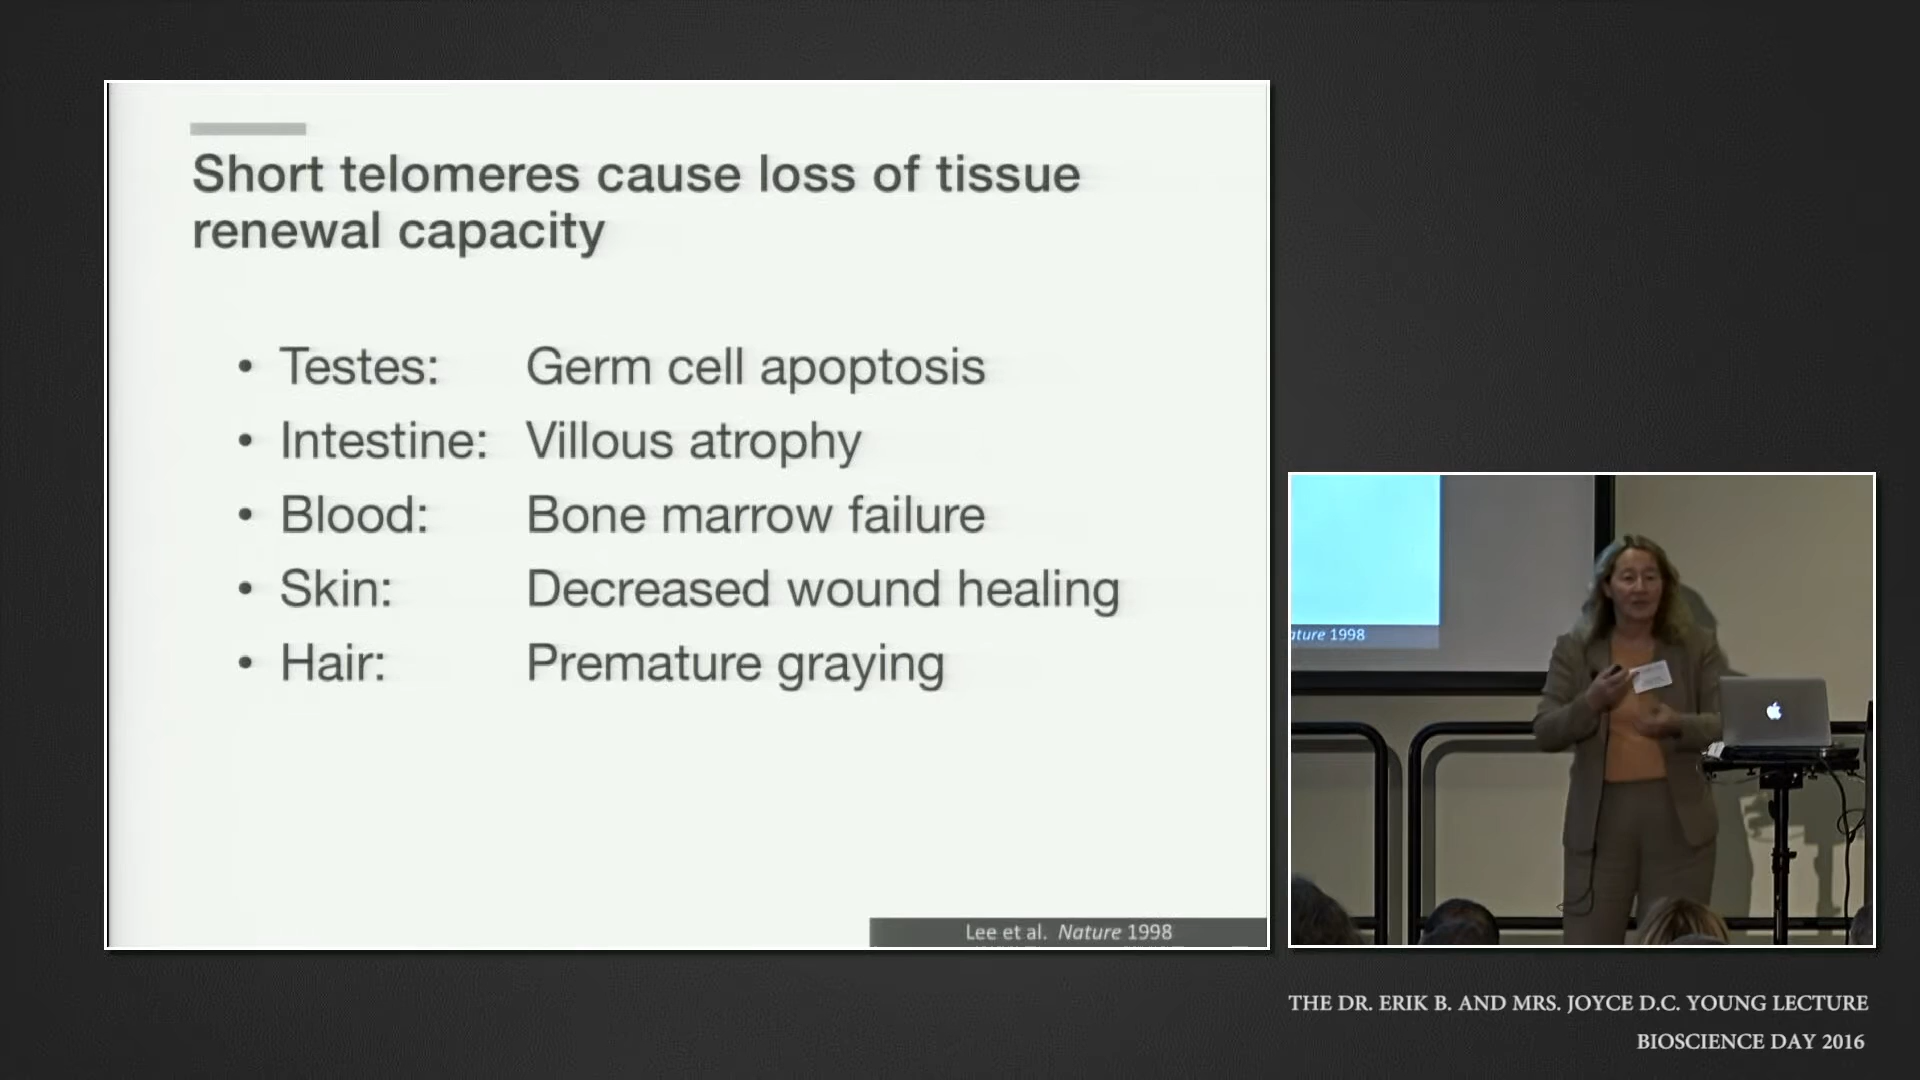 Short telomeres cause loss of tissue
renewal capacity
• Testes: Germ cell apoptosis
• Intestine: Villous atrophy
• Blood: Bone marrow failure
• Skin: Decreased wound healing
• Hair: Premature graying
Lee et al. Nature 1998
ature 1998
THE DR. ERIK B. AND MRS. JOYCE D.C. YOUNG LECTURE
BIOSCIENCE DAY 2016